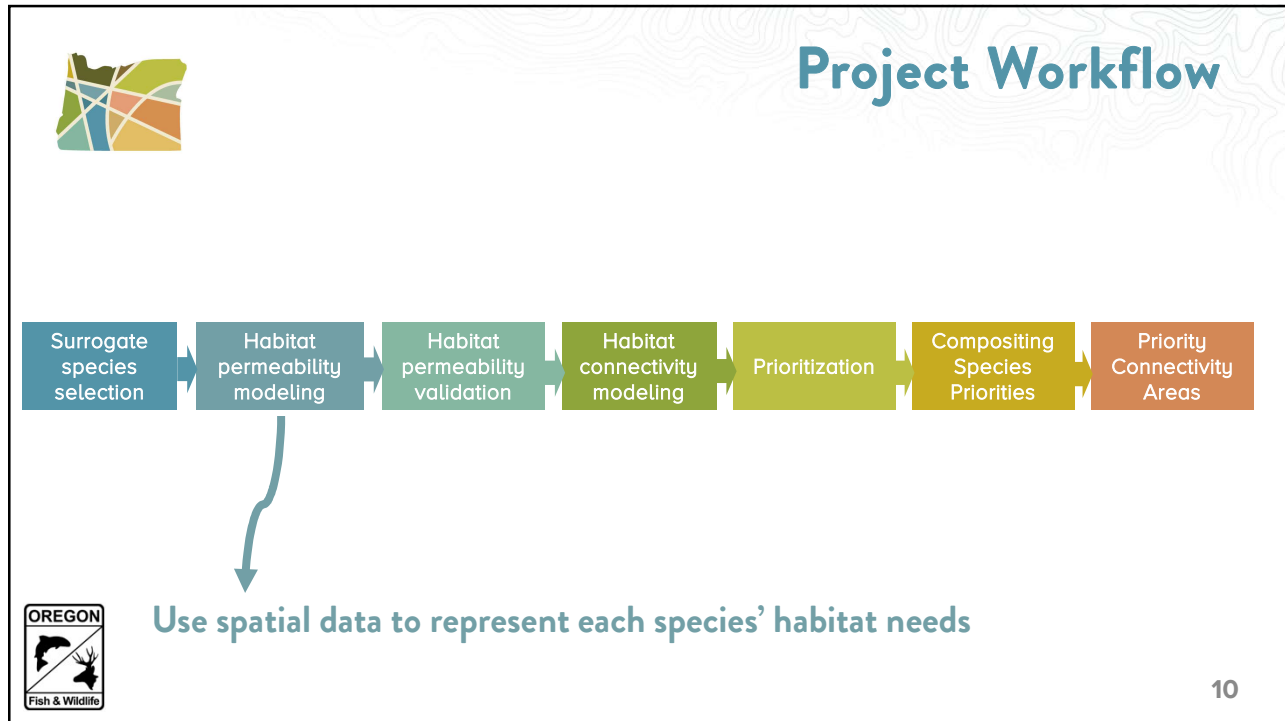 Project Workflow
Surrogate
species
selection
Habitat
permeability
modeling
Habitat
permeability
validation
Habitat
connectivity
modeling
Prioritization
Compositing
Species
Priorities
Priority
Connectivity
Areas
Use spatial data to represent each species’ habitat needs
OREGON
Fish & Wildlife
10